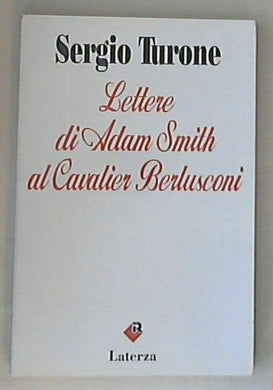 Sergio Turone
Lettere
di Adam Smith
al Cavalier Berlusconi
Laterza